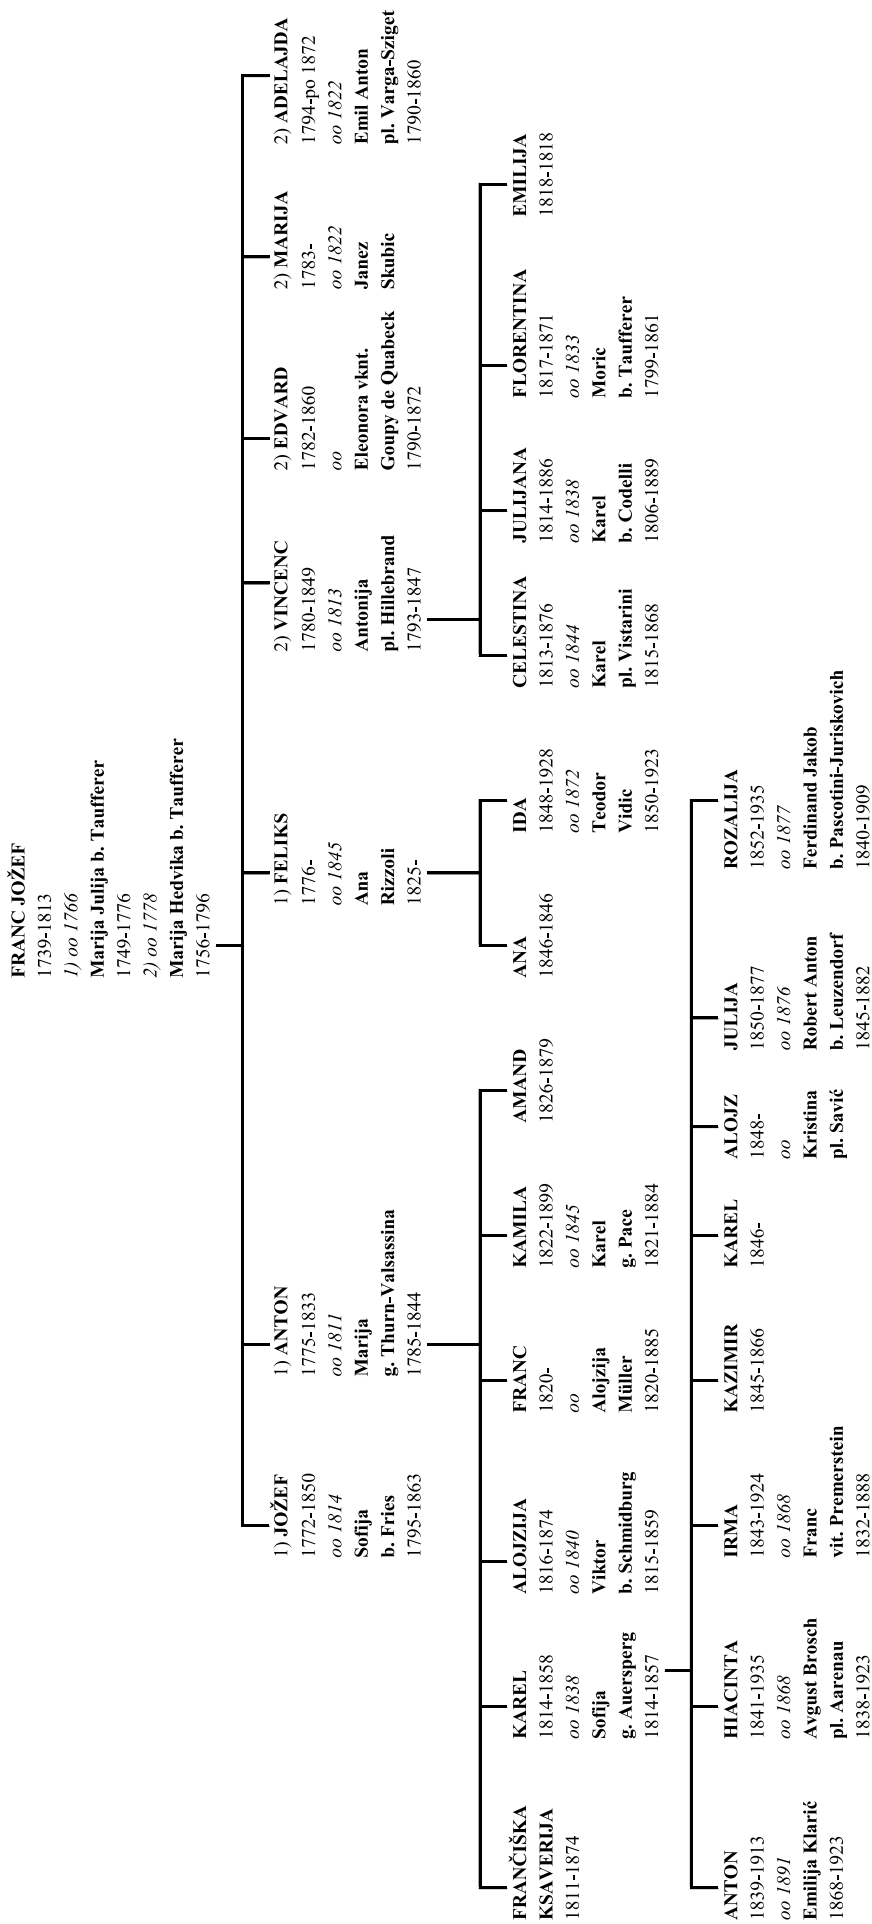 FRANC JOŽEF
1739-1813
1) oo 1766
Marija Julija b. Taufferer
1749-1776
2) oo 1778
Marija Hedvika b. Taufferer
1756-1796
1) JOŽEF
1772-1850
oo 1814
Sofija
b. Fries
1795-1863
1) ANTON
1775-1833
oo 1811
Marija
g. Thurn-Valsassina
1785-1844
1) FELIKS
1776-
oo 1845
Ana
Rizzoli
1825-
2) VINCENC
1780-1849
oo 1813
Antonija
pl. Hillebrand
1793-1847
2) EDVARD
1782-1860
oo
Eleonora vknt.
Goupy de Quabeck
1790-1872
2) MARIJA
1783-
oo 1822
Janez
Skubic
2) ADELAJDA
1794-po 1872
oo 1822
Emil Anton
pl. Varga-Sziget
1790-1860
FRANČIŠKA
KSAVERIJA
1811-1874
KAREL
1814-1858
oo 1838
Sofija
g. Auersperg
1814-1857
ALOJZIJA
1816-1874
oo 1840
Viktor
b. Schmidburg
1815-1859
FRANC
1820-
oo
Alojzija
Müller
1820-1885
KAMILA
1822-1899
oo 1845
Karel
g. Pace
1821-1884
AMAND
1826-1879
ANA
1846-1846
IDA
1848-1928
oo 1872
Teodor
Vidic
1850-1923
CELESTINA
1813-1876
oo 1844
Karel
pl. Vistarini
1815-1868
JULIJANA
1814-1886
oo 1838
Karel
b. Codelli
1806-1889
FLORENTINA
1817-1871
oo 1833
Moric
b. Taufferer
1799-1861
EMILIJA
1818-1818
ANTON
1839-1913
oo 1891
Emilija Klarić
1868-1923
HIACINTA
1841-1935
oo 1868
Avgust Brosch
pl. Aarenau
1838-1923
IRMA
1843-1924
oo 1868
Franc
vit. Premerstein
1832-1888
KAZIMIR
1845-1866
KAREL
1846-
ALOJZ
1848-
oo
Kristina
pl. Savić
JULIJA
1850-1877
oo 1876
Robert Anton
b. Leuzendorf
1845-1882
ROZALIJA
1852-1935
oo 1877
Ferdinand Jakob
b. Pascotini-Juriskovich
1840-1909